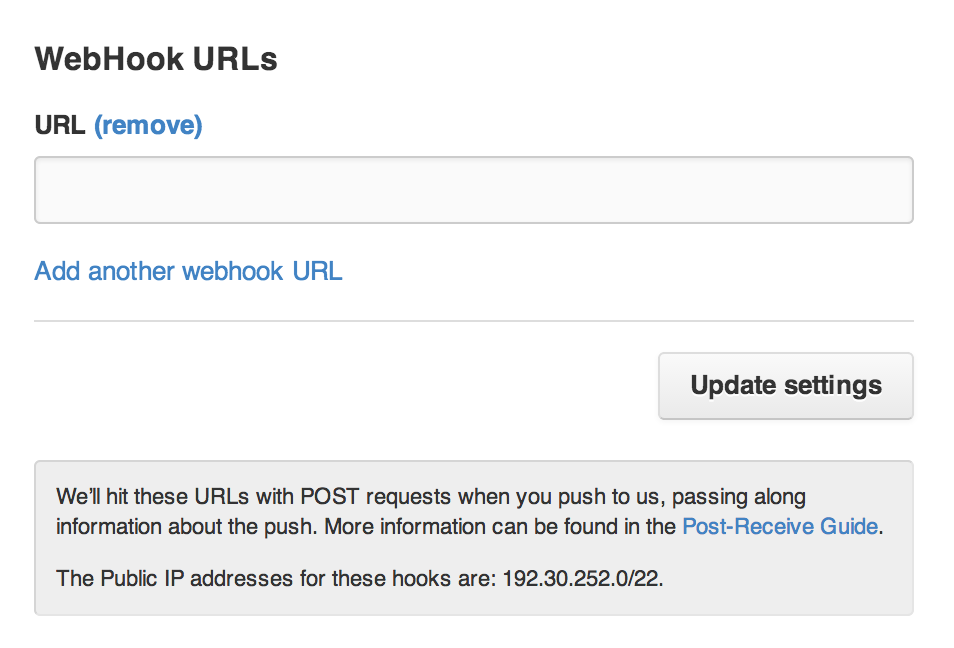 WebHook URLs
URL (remove)
Add another webhook URL
Update settings
We'll hit these URLs with POST requests when you push to us, passing along
information about the push. More information can be found in the Post-Receive Guide.
The Public IP addresses for these hooks are: 192.30.252.0/22.